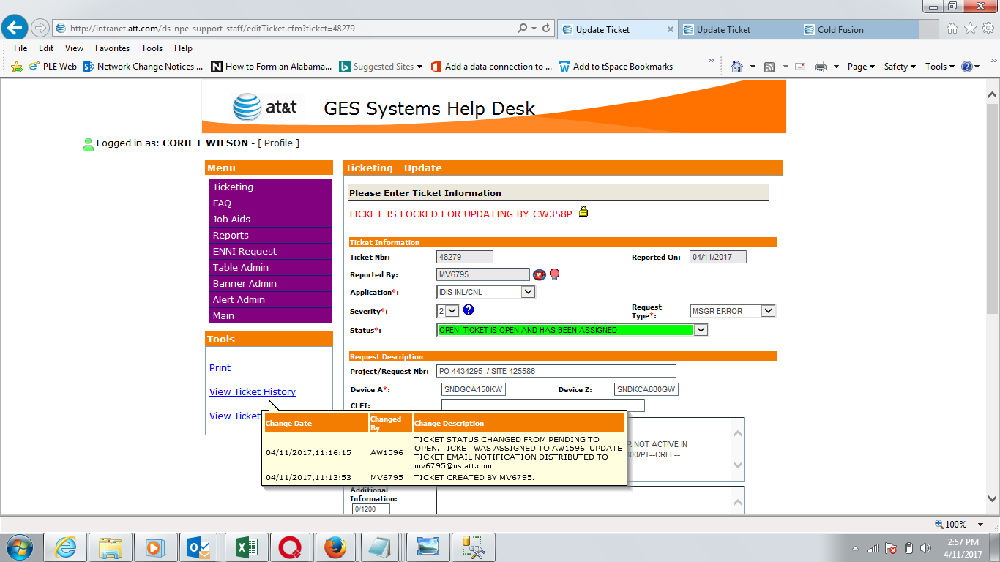 http://intranet.att.com/ds-npe-support-staff/editTicket.cfm?ticket=48279
Update Ticket
Update Ticket
Cold Fusion
File Edit View Favorites Tools Help
PLE Web
Network Change Notices ...
How to Form an Alabama...
Suggested Sites
Add a data connection to ...
Add to tSpace Bookmarks
Page
Safety
Tools
at&t
GES Systems Help Desk
Logged in as: CORIE L WILSON - [ Profile ]
Menu
Ticketing
FAQ
Job Aids
Reports
ENNI Request
Table Admin
Banner Admin
Alert Admin
Main
Tools
Print
View Ticket History
View Ticket
Ticketing - Update
Please Enter Ticket Information
TICKET IS LOCKED FOR UPDATING BY CW358P
Ticket Information
Ticket Nbr: 48279
Reported On: 04/11/2017
Reported By: MV6795
Application*: IDIS INL/CNL
Severity*: 2
Request Type*: MSGR ERROR
Status*: OPEN: TICKET IS OPEN AND HAS BEEN ASSIGNED
Request Description
Project/Request Nbr: PO 4434295 / SITE 425586
Device A*: SNDGCA150KW
Device Z: SNDKCA880GW
CLFI:
R NOT ACTIVE IN
00/PT--CRLF--
Change Date
Changed By
Change Description
04/11/2017,11:16:15
AW1596
TICKET STATUS CHANGED FROM PENDING TO
OPEN. TICKET WAS ASSIGNED TO AW1596. UPDATE
TICKET EMAIL NOTIFICATION DISTRIBUTED TO
mv6795@us.att.com.
04/11/2017,11:13:53
MV6795
TICKET CREATED BY MV6795.
Additional
Information:
0/1200
100%
2:57 PM
4/11/2017